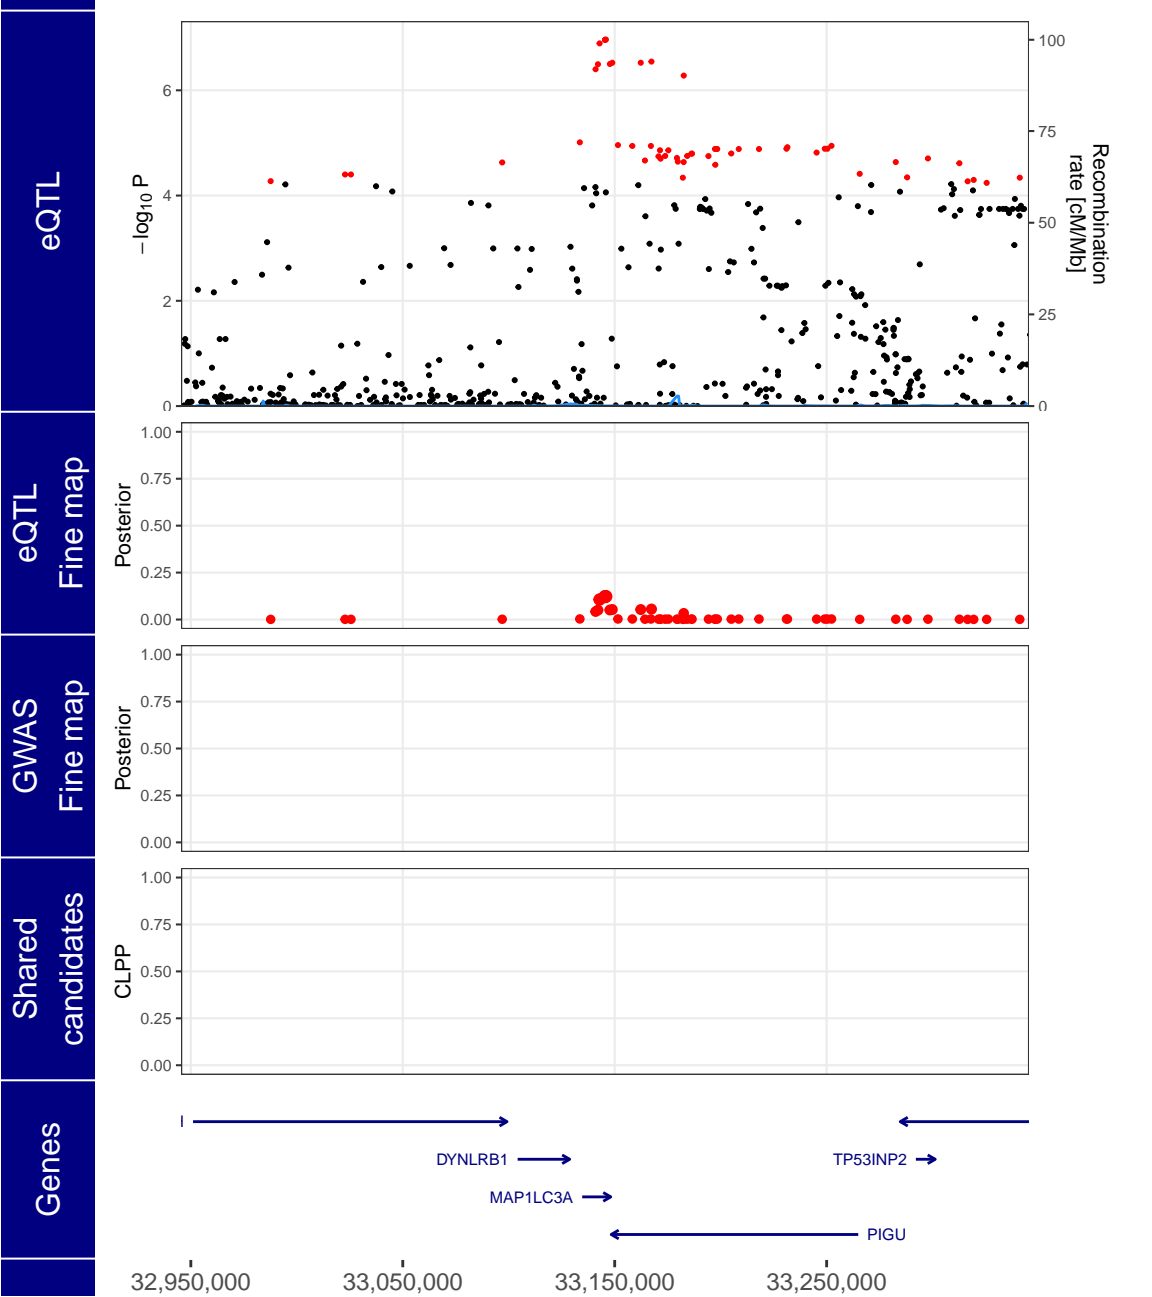 eQTL
−log10 P
6
4
2
0
100
75
50
25
0
Recombination
rate [cM/Mb]
eQTL
Fine map
Posterior
1.00
0.75
0.50
0.25
0.00
GWAS
Fine map
Posterior
1.00
0.75
0.50
0.25
0.00
Shared
candidates
CLPP
1.00
0.75
0.50
0.25
0.00
Genes
DYNLRB1
TP53INP2
MAP1LC3A
PIGU
32,950,000
33,050,000
33,150,000
33,250,000